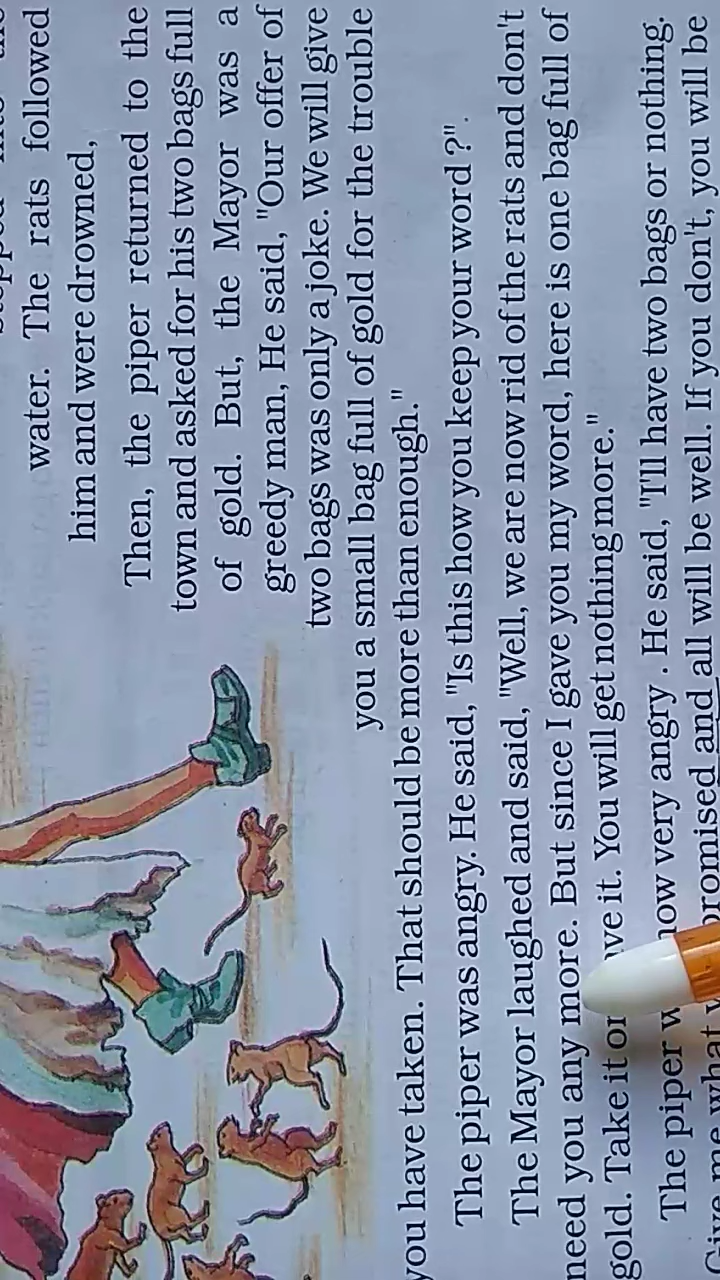 water. The rats followed
him and were drowned,
Then, the piper returned to the
town and asked for his two bags full
of gold. But, the Mayor was a
greedy man, He said, "Our offer of
two bags was only a joke. We will give
you a small bag full of gold for the trouble
you have taken. That should be more than enough."
The piper was angry. He said, "Is this how you keep your word ?".
The Mayor laughed and said, "Well, we are now rid of the rats and don't
need you any more. But since I gave you my word, here is one bag full of
gold. Take it or ve it. You will get nothing more."
The piper w now very angry . He said, "I'll have two bags or nothing.
Give me what promised and all will be well. If you don't, you will be